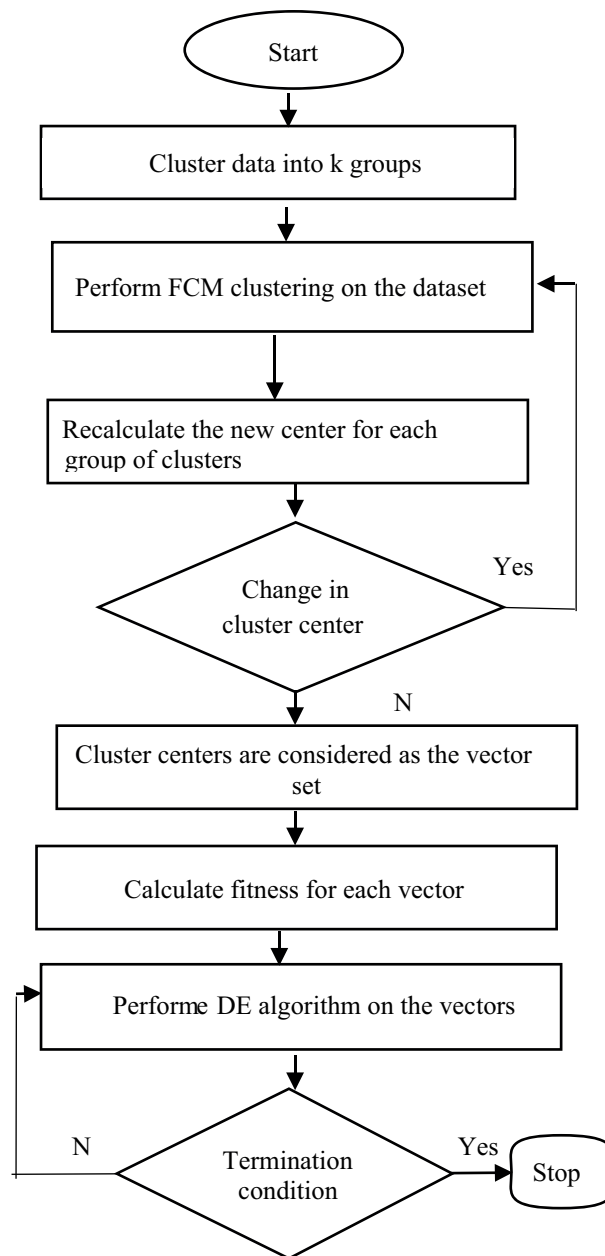 Start
Cluster data into k groups
Perform FCM clustering on the dataset
Recalculate the new center for each
group of clusters
Change in
cluster center
Yes
N
Cluster centers are considered as the vector
set
Calculate fitness for each vector
Performe DE algorithm on the vectors
N
Termination
condition
Yes
Stop